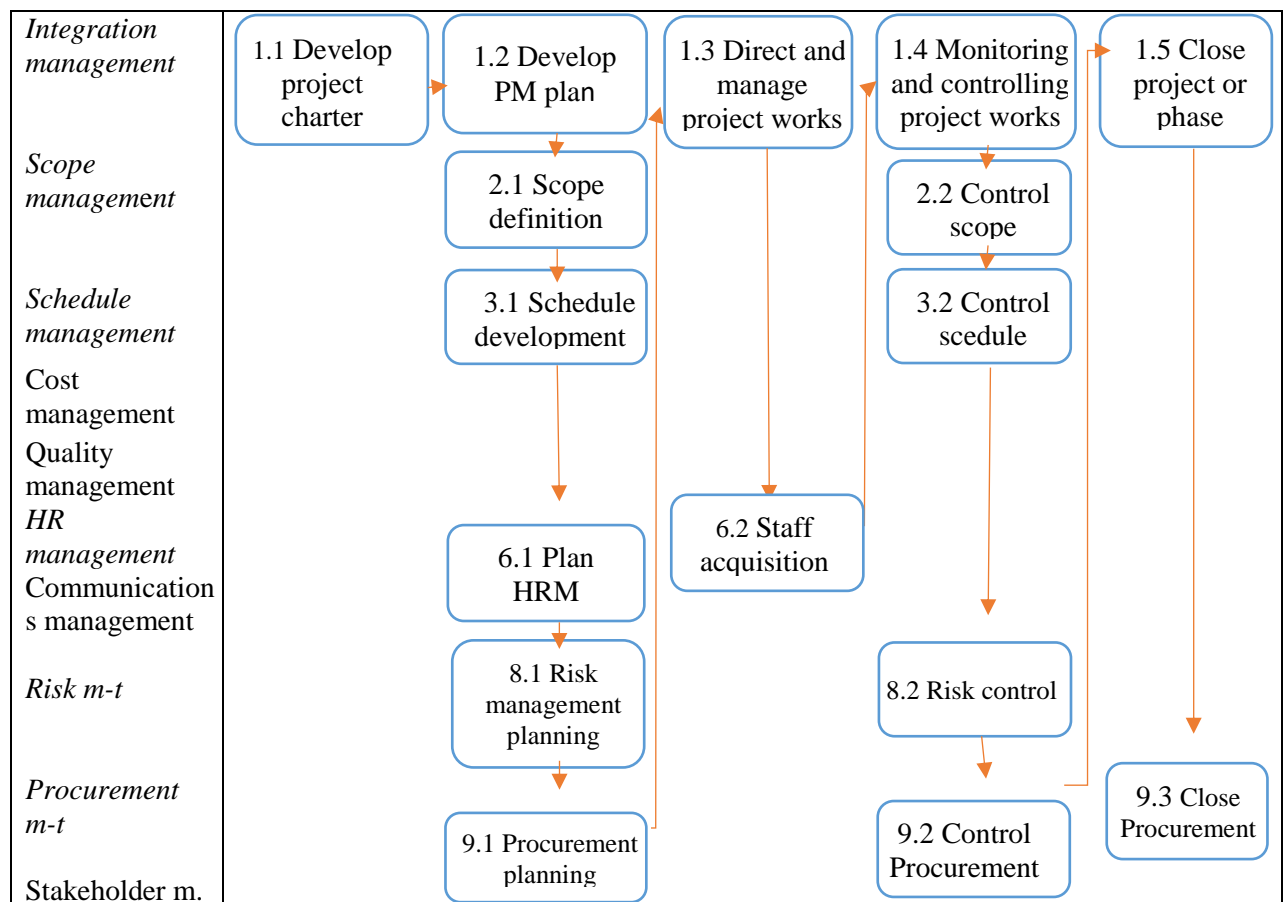 Integration
management
1.1 Develop
project
charter
1.2 Develop
PM plan
1.3 Direct and
manage
project works
1.4 Monitoring
and controlling
project works
1.5 Close
project or
phase
Scope
management
2.1 Scope
definition
2.2 Control
scope
Schedule
management
3.1 Schedule
development
3.2 Control
scedule
Cost
management
Quality
management
HR
management
6.1 Plan
HRM
6.2 Staff
acquisition
Communication
s management
Risk m-t
8.1 Risk
management
planning
8.2 Risk control
Procurement
m-t
9.1 Procurement
planning
9.2 Control
Procurement
9.3 Close
Procurement
Stakeholder m.